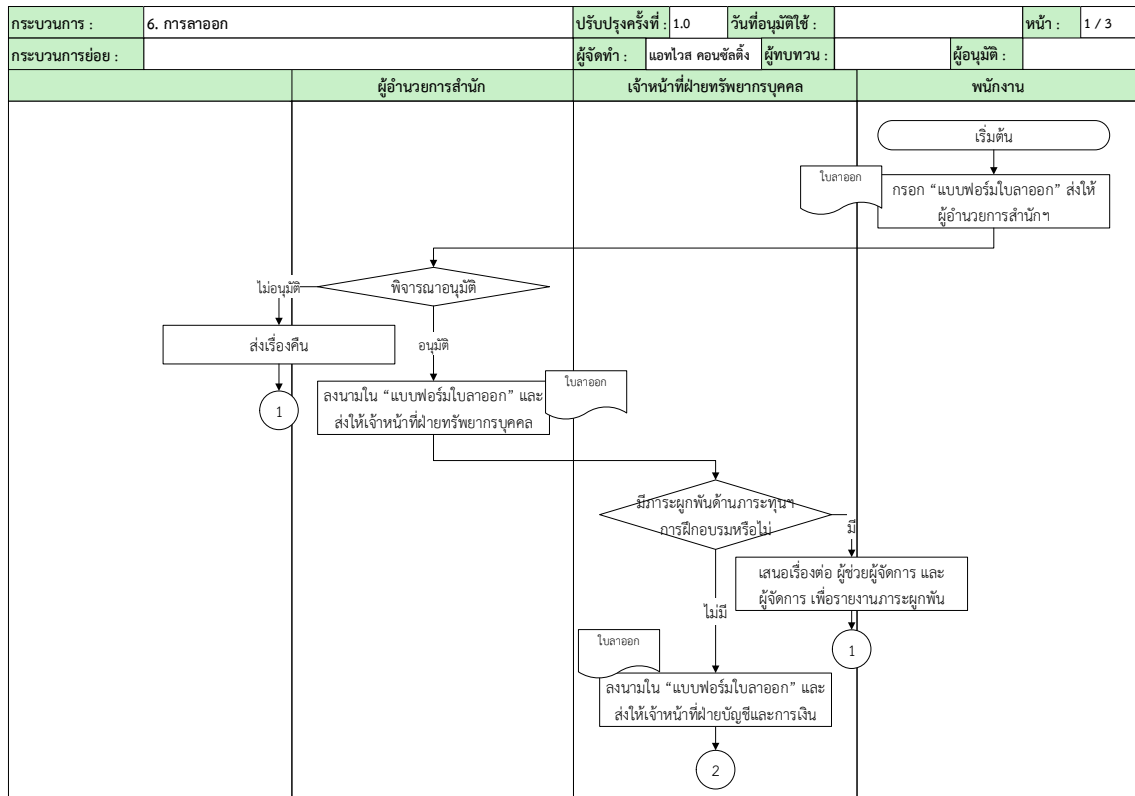 กระบวนการ : 6. การลาออก ปรับปรุงครั้งที่ : 1.0 วันที่อนุมัติใช้ : หน้า : 1 / 3
กระบวนการย่อย : ผู้จัดทำ : แอทไวส คอนซัลติ้ง ผู้ทบทวน : ผู้อนุมัติ :
ผู้อำนวยการสำนัก เจ้าหน้าที่ฝ่ายทรัพยากรบุคคล พนักงาน
เริ่มต้น
ใบลาออก
กรอก “แบบฟอร์มใบลาออก” ส่งให้
ผู้อำนวยการสำนักฯ
พิจารณาอนุมัติ
ไม่อนุมัติ
ส่งเรื่องคืน
1
อนุมัติ
ลงนามใน “แบบฟอร์มใบลาออก” และ
ส่งให้เจ้าหน้าที่ฝ่ายทรัพยากรบุคคล
ใบลาออก
มีภาระผูกพันด้านภาระทุนฯ
การฝึกอบรมหรือไม่
มี
เสนอเรื่องต่อ ผู้ช่วยผู้จัดการ และ
ผู้จัดการ เพื่อรายงานภาระผูกพัน
1
ไม่มี
ใบลาออก
ลงนามใน “แบบฟอร์มใบลาออก” และ
ส่งให้เจ้าหน้าที่ฝ่ายบัญชีและการเงิน
2